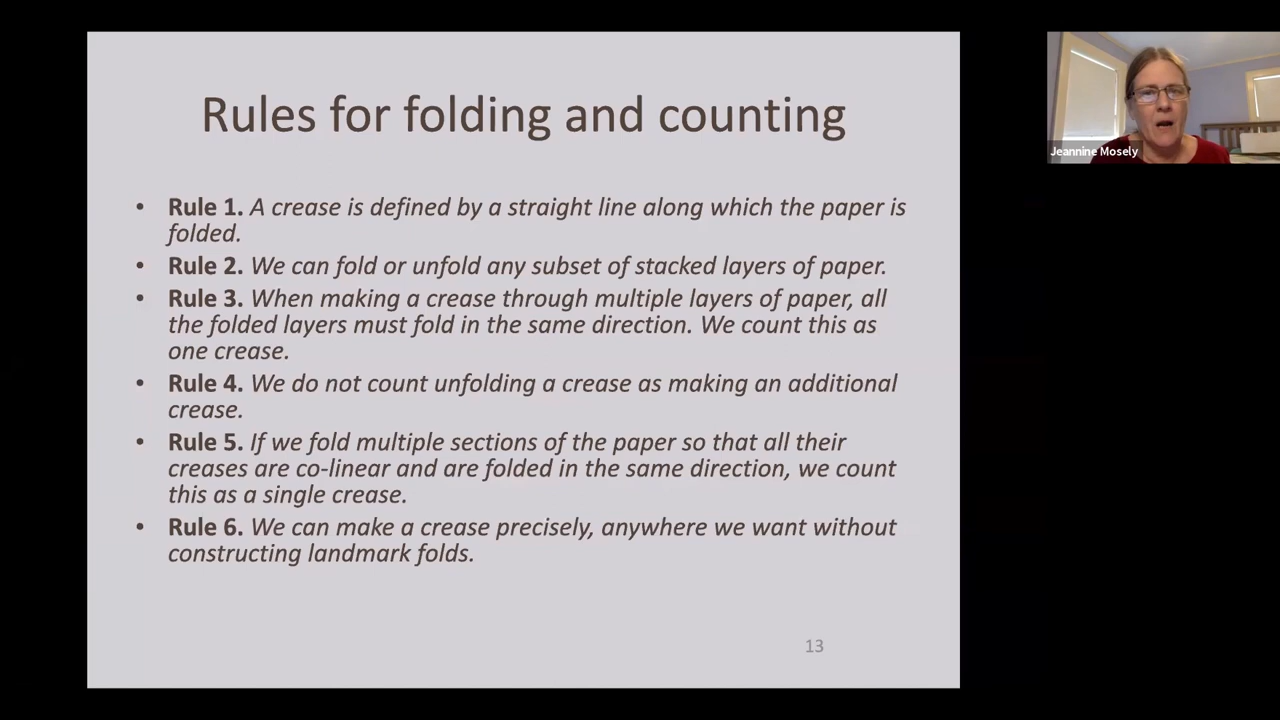 Rules for folding and counting
• Rule 1. A crease is defined by a straight line along which the paper is
folded.
• Rule 2. We can fold or unfold any subset of stacked layers of paper.
• Rule 3. When making a crease through multiple layers of paper, all
the folded layers must fold in the same direction. We count this as
one crease.
• Rule 4. We do not count unfolding a crease as making an additional
crease.
• Rule 5. If we fold multiple sections of the paper so that all their
creases are co-linear and are folded in the same direction, we count
this as a single crease.
• Rule 6. We can make a crease precisely, anywhere we want without
constructing landmark folds.
13
Jeannine Mosely